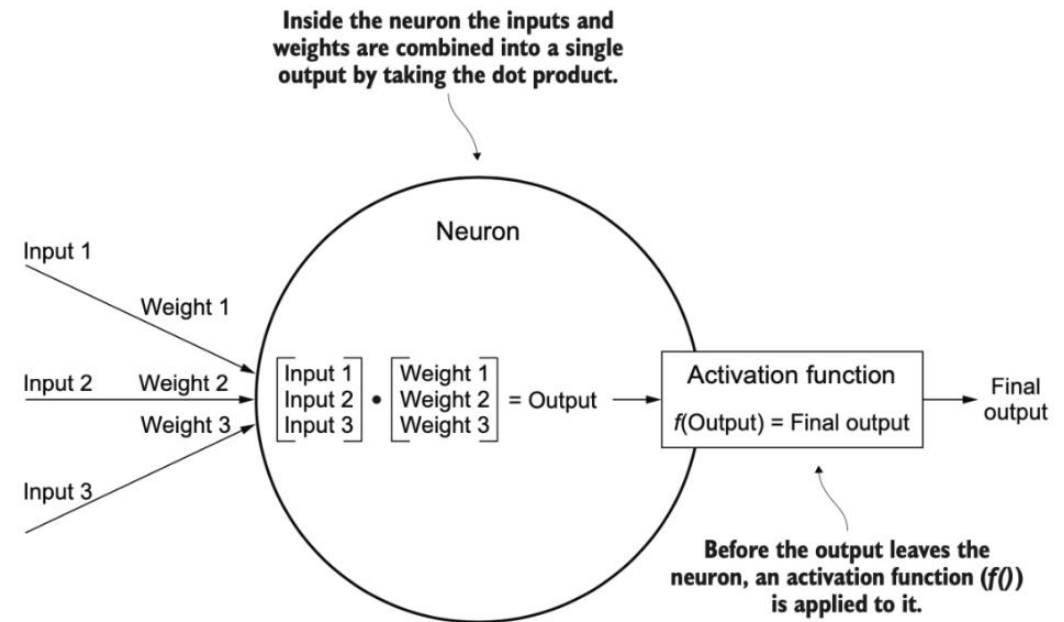 Inside the neuron the inputs and
weights are combined into a single
output by taking the dot product.
Neuron
Input 1
Weight 1
Input 2
Weight 2
Weight 3
Input 3
Input 1
Input 2
Input 3
•
Weight 1
Weight 2
Weight 3
= Output
Activation function
f(Output) = Final output
Final
output
Before the output leaves the
neuron, an activation function (f())
is applied to it.